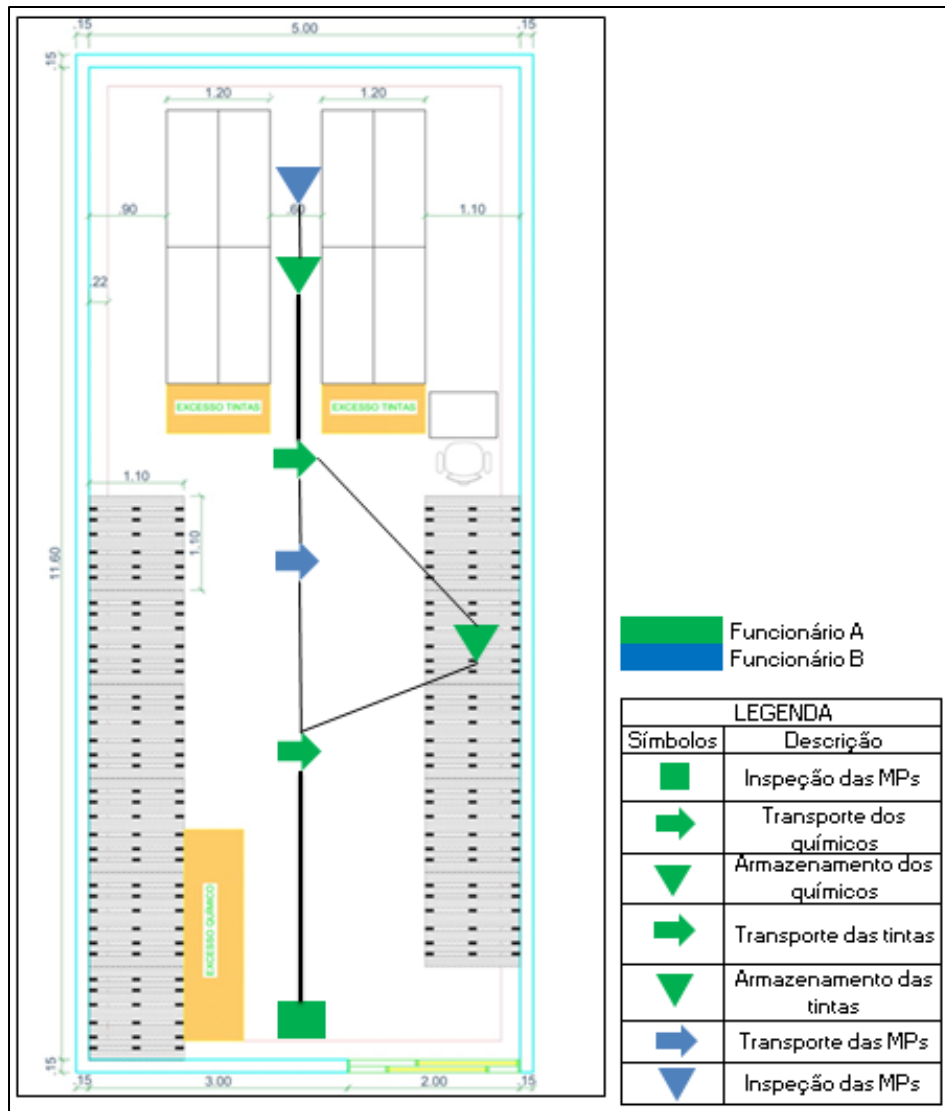 .15
5.00
.15
.15
1.20
1.20
.90
.60
1.10
.22
EXCESSO TINTAS
EXCESSO TINTAS
1.10
1.10
11.60
EXCESSO QUÍMICO
.15
.15
3.00
2.00
.15
Funcionário A
Funcionário B
LEGENDA
Símbolos
Descrição
Inspeção das MPs
Transporte dos
químicos
Armazenamento dos
químicos
Transporte das tintas
Armazenamento das
tintas
Transporte das MPs
Inspeção das MPs